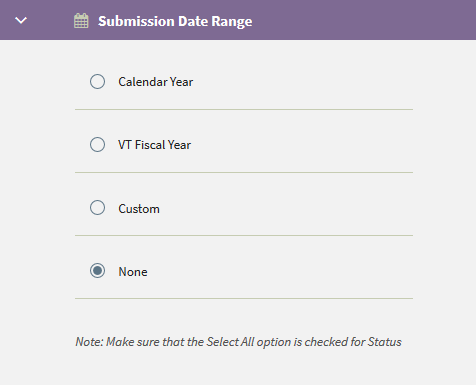 Submission Date Range
Calendar Year
VT Fiscal Year
Custom
None
Note: Make sure that the Select All option is checked for Status